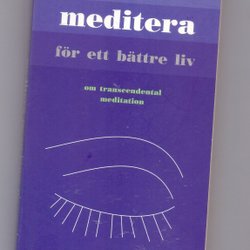 meditera
för ett bättre liv
om transcendental
meditation